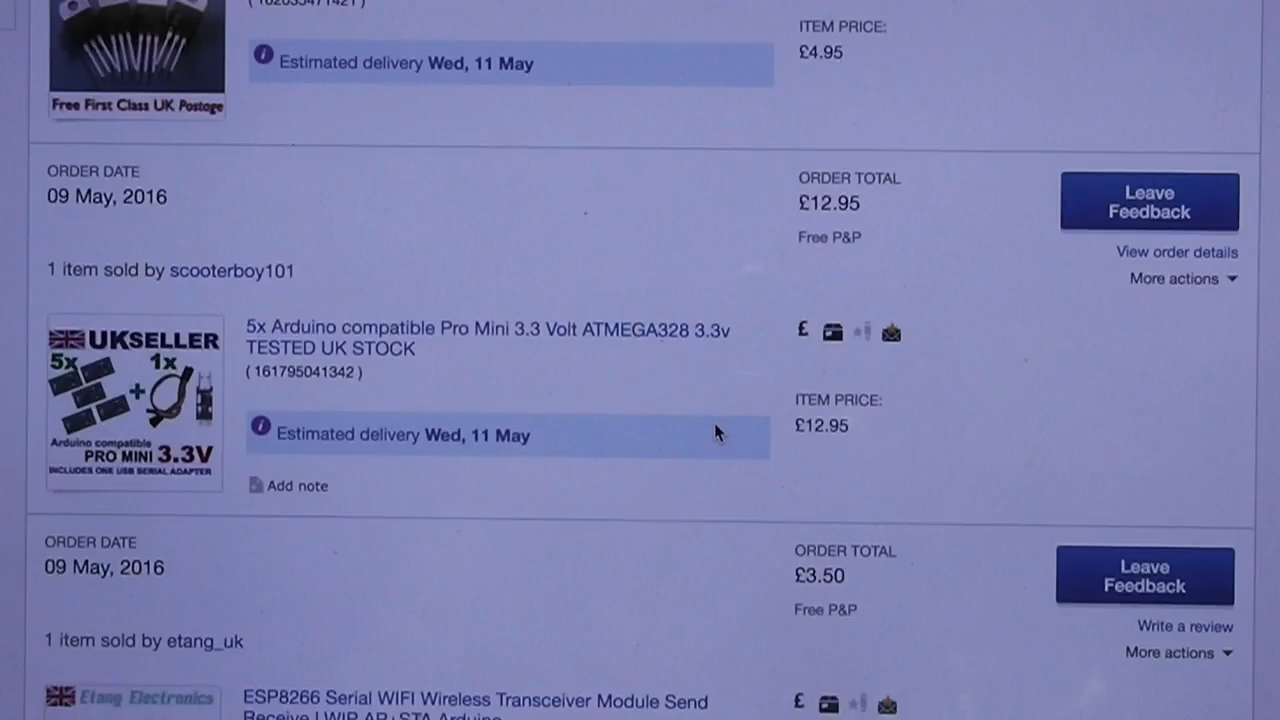 ITEM PRICE:
£4.95
Estimated delivery Wed, 11 May
Free First Class UK Postage
ORDER DATE
09 May, 2016
ORDER TOTAL
£12.95
Free P&P
Leave
Feedback
View order details
More actions
1 item sold by scooterboy101
UKSELLER
5x
1x
+
Arduino compatible
PRO MINI 3.3V
INCLUDES ONE USB SERIAL ADAPTER
5x Arduino compatible Pro Mini 3.3 Volt ATMEGA328 3.3v
TESTED UK STOCK
( 161795041342 )
£
ITEM PRICE:
£12.95
Estimated delivery Wed, 11 May
Add note
ORDER DATE
09 May, 2016
ORDER TOTAL
£3.50
Free P&P
Leave
Feedback
Write a review
More actions
1 item sold by etang_uk
Etang Electronics
ESP8266 Serial WIFI Wireless Transceiver Module Send
£